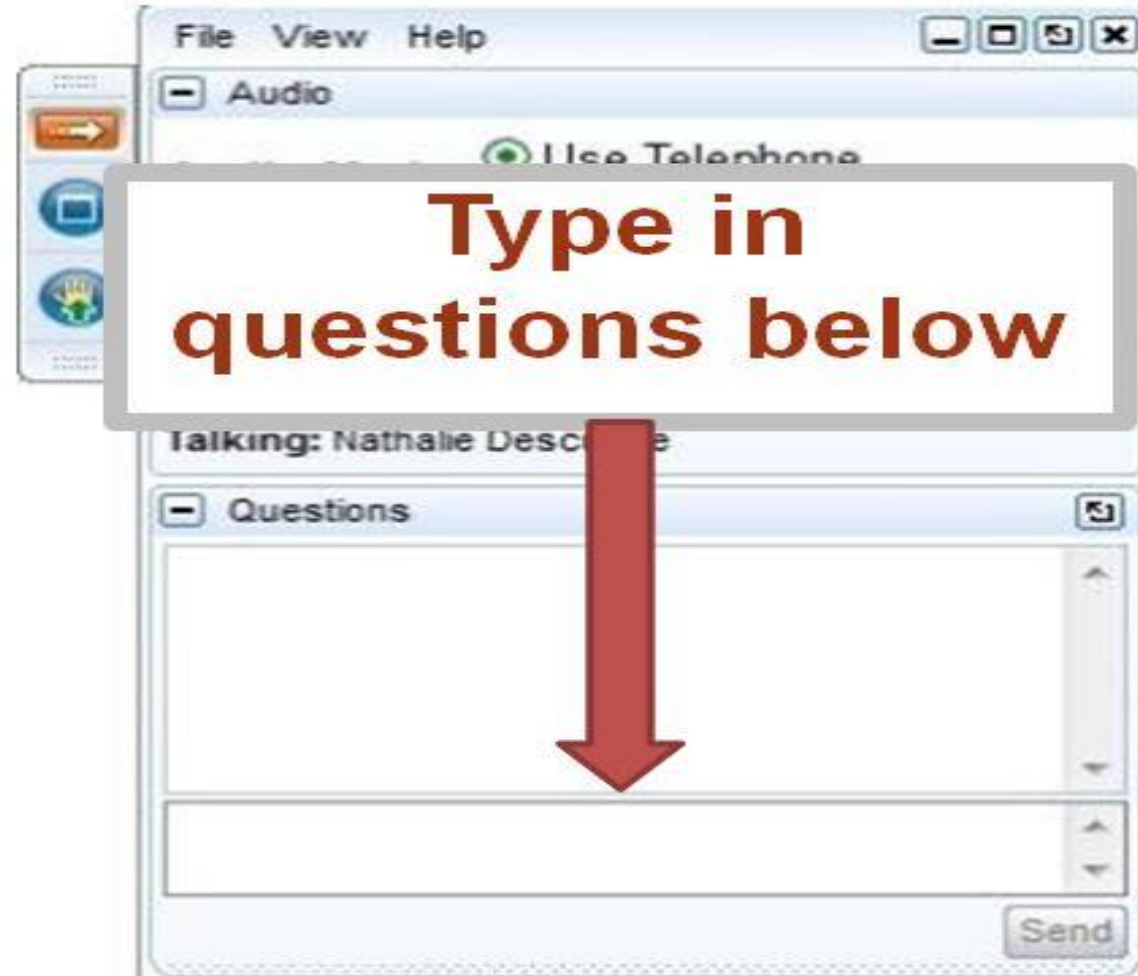 File View Help
Audio
Use Telephone
Type in
questions below
Talking: Nathalie
Questions
Send